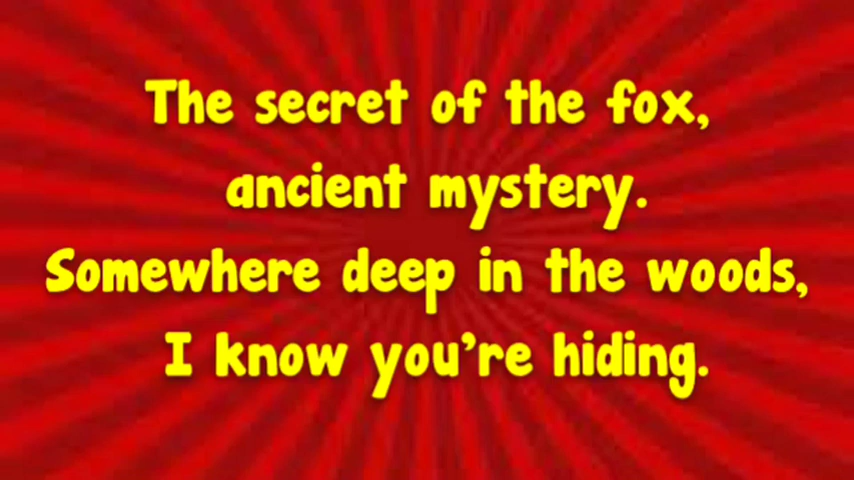 The secret of the fox,
ancient mystery.
Somewhere deep in the woods,
I know you're hiding.